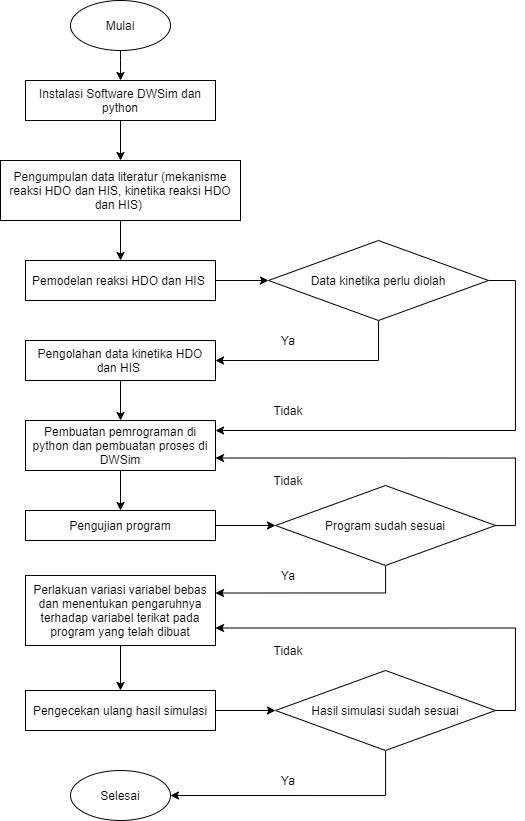 Mulai
Instalasi Software DWSim dan
python
Pengumpulan data literatur (mekanisme
reaksi HDO dan HIS, kinetika reaksi HDO
dan HIS)
Pemodelan reaksi HDO dan HIS
Data kinetika perlu diolah
Ya
Pengolahan data kinetika HDO
dan HIS
Tidak
Pembuatan pemrograman di
python dan pembuatan proses di
DWSim
Tidak
Pengujian program
Program sudah sesuai
Ya
Perlakuan variasi variabel bebas
dan menentukan pengaruhnya
terhadap variabel terikat pada
program yang telah dibuat
Tidak
Pengecekan ulang hasil simulasi
Hasil simulasi sudah sesuai
Ya
Selesai